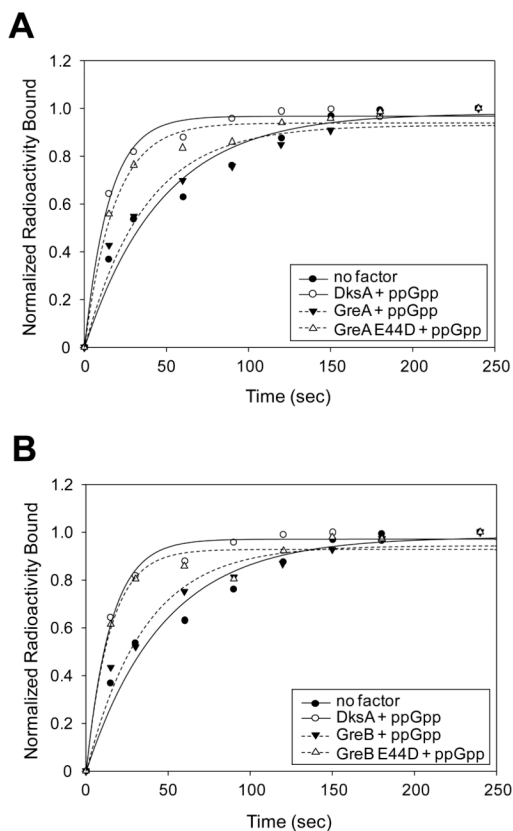 A
1.2
1.0
0.8
0.6
0.4
0.2
0
Normalized Radioactivity Bound
no factor
DksA + ppGpp
GreA + ppGpp
GreA E44D + ppGpp
0 50 100 150 200 250
Time (sec)
B
1.2
1.0
0.8
0.6
0.4
0.2
0
Normalized Radioactivity Bound
no factor
DksA + ppGpp
GreB + ppGpp
GreB E44D + ppGpp
0 50 100 150 200 250
Time (sec)